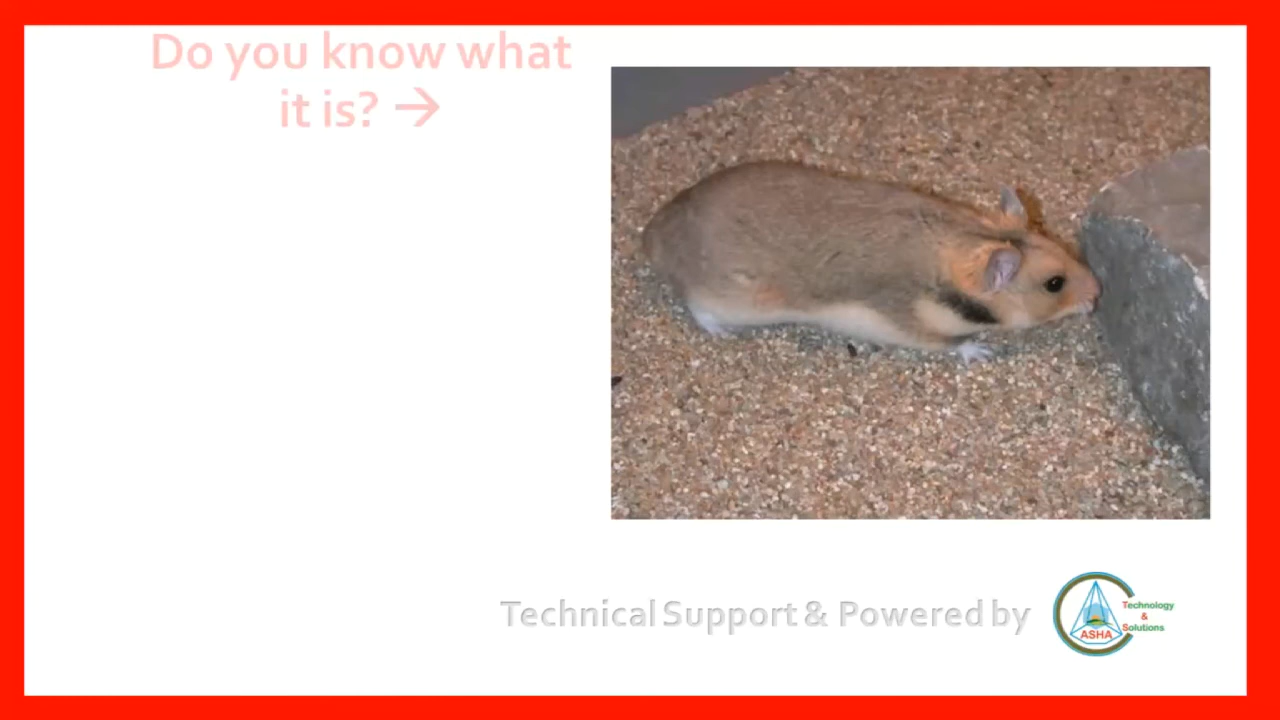 Do you know what
it is? →
Technical Support & Powered by
Technology
&
Solutions
ASHA